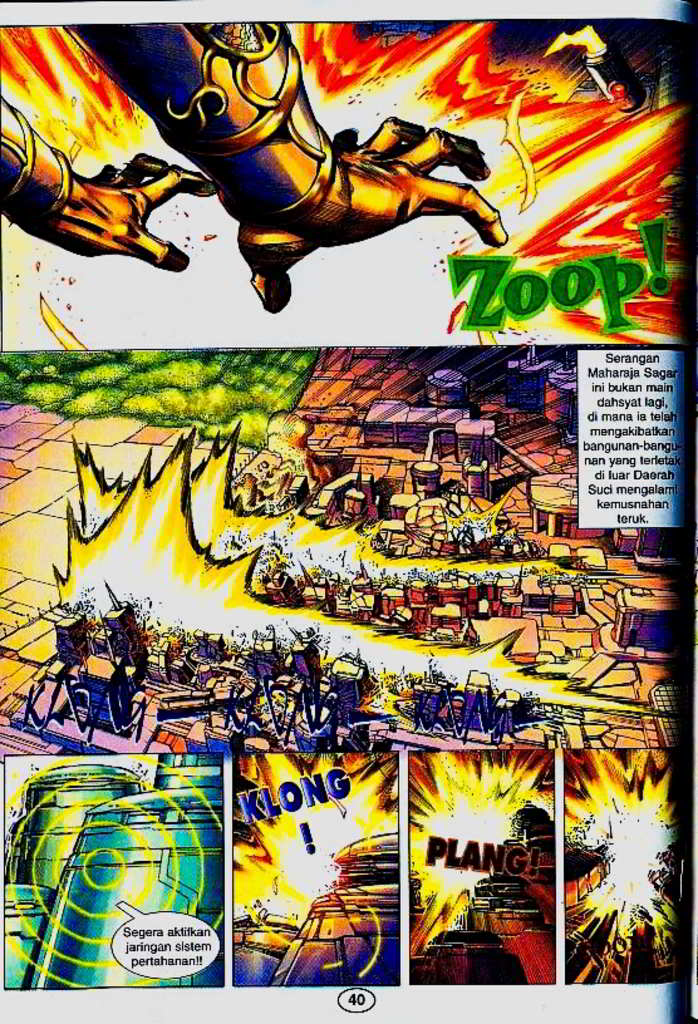 Zoop!
Serangan
Maharaja Sagar
ini bukan main
dahsyat lagi,
di mana ia telah
mengakibatkan
bangunan-bangu-
nan yang terletak
di luar Daerah
Suci mengalami
kemusnahan
teruk.
KLONG
!
PLANG!
Segera aktifkan
jaringan sistem
pertahanan!!
40